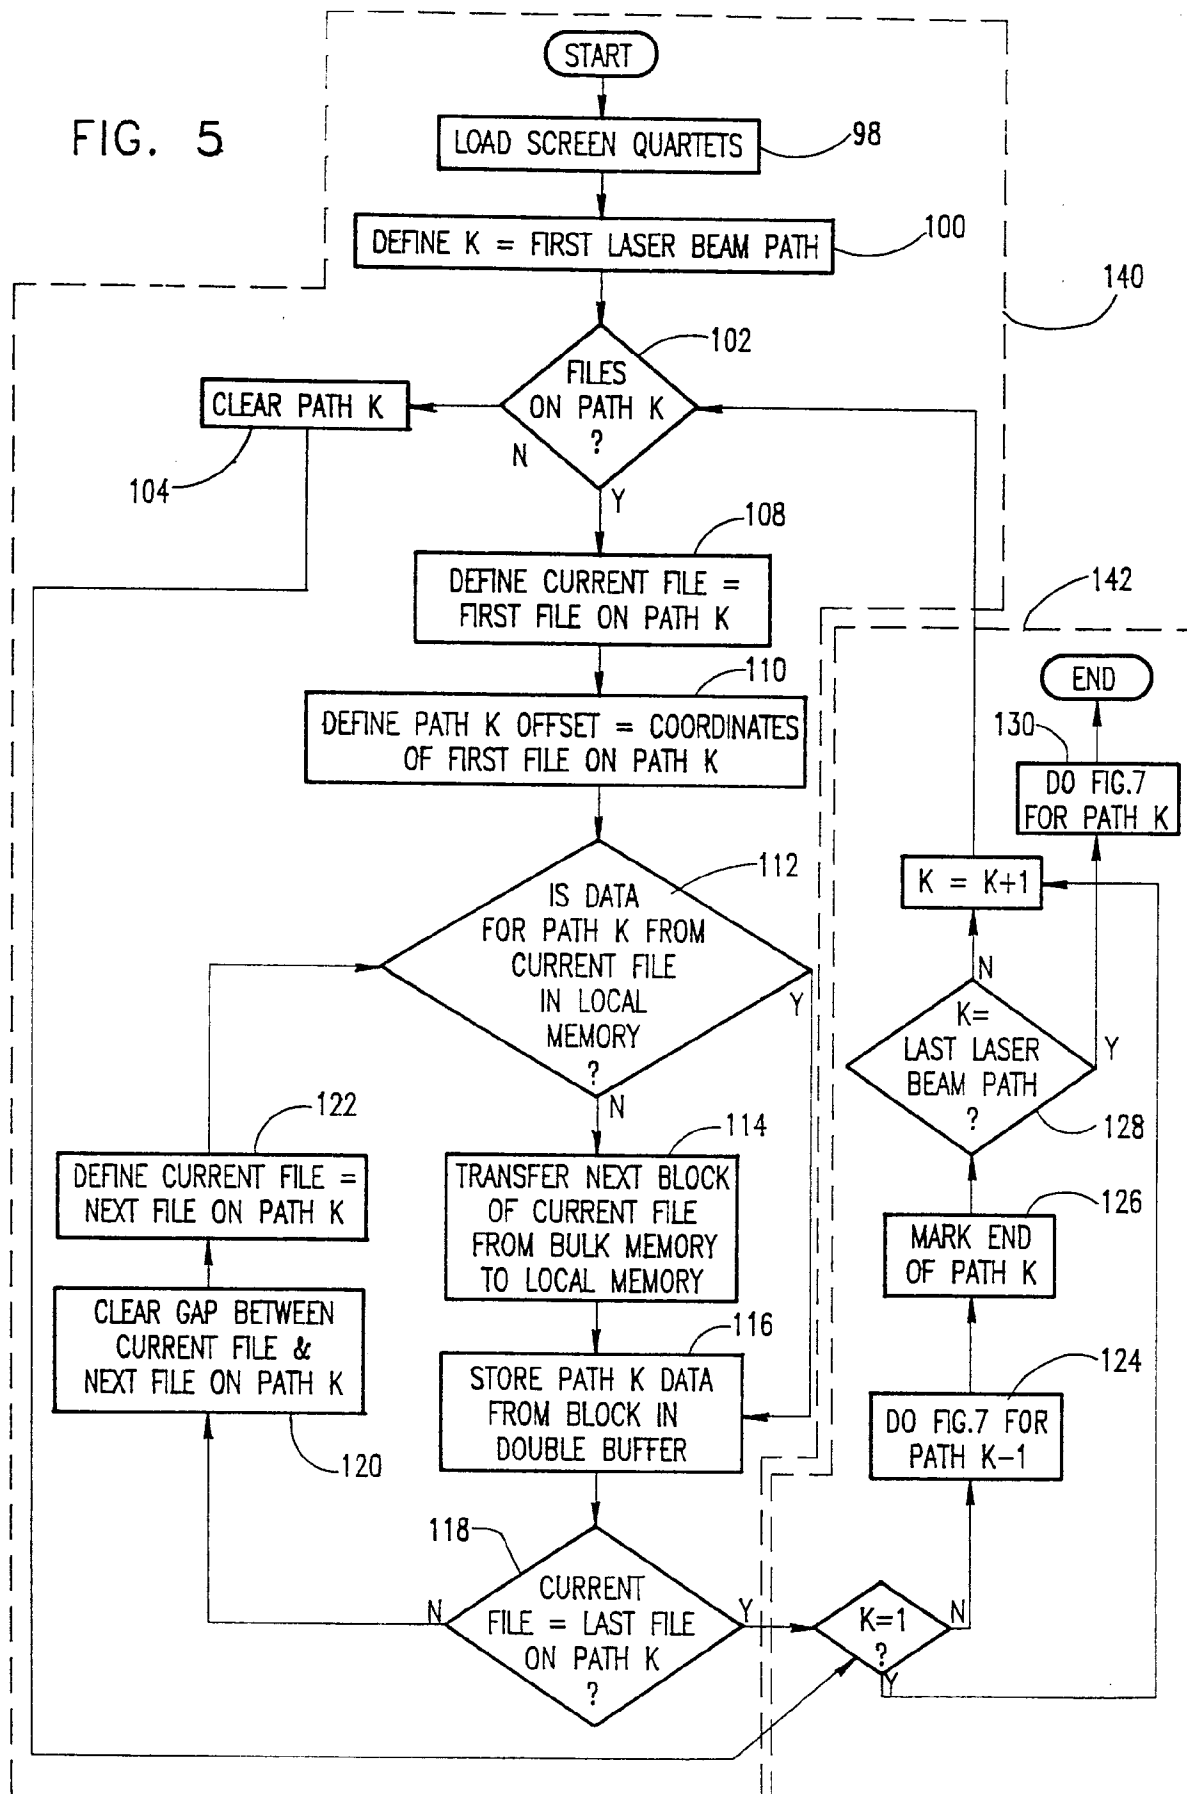 FIG. 5
START
LOAD SCREEN QUARTETS
98
DEFINE K = FIRST LASER BEAM PATH
100
140
102
FILES
ON PATH K
?
N
Y
CLEAR PATH K
104
108
DEFINE CURRENT FILE =
FIRST FILE ON PATH K
142
110
DEFINE PATH K OFFSET = COORDINATES
OF FIRST FILE ON PATH K
END
130
DO FIG.7
FOR PATH K
112
IS DATA
FOR PATH K FROM
CURRENT FILE
IN LOCAL
MEMORY
?
Y
N
K = K+1
N
K=
LAST LASER
BEAM PATH
?
Y
128
122
DEFINE CURRENT FILE =
NEXT FILE ON PATH K
114
TRANSFER NEXT BLOCK
OF CURRENT FILE
FROM BULK MEMORY
TO LOCAL MEMORY
126
MARK END
OF PATH K
CLEAR GAP BETWEEN
CURRENT FILE &
NEXT FILE ON PATH K
120
116
STORE PATH K DATA
FROM BLOCK IN
DOUBLE BUFFER
124
DO FIG.7 FOR
PATH K-1
118
CURRENT
FILE = LAST FILE
ON PATH K
?
N
Y
K=1
?
N
Y